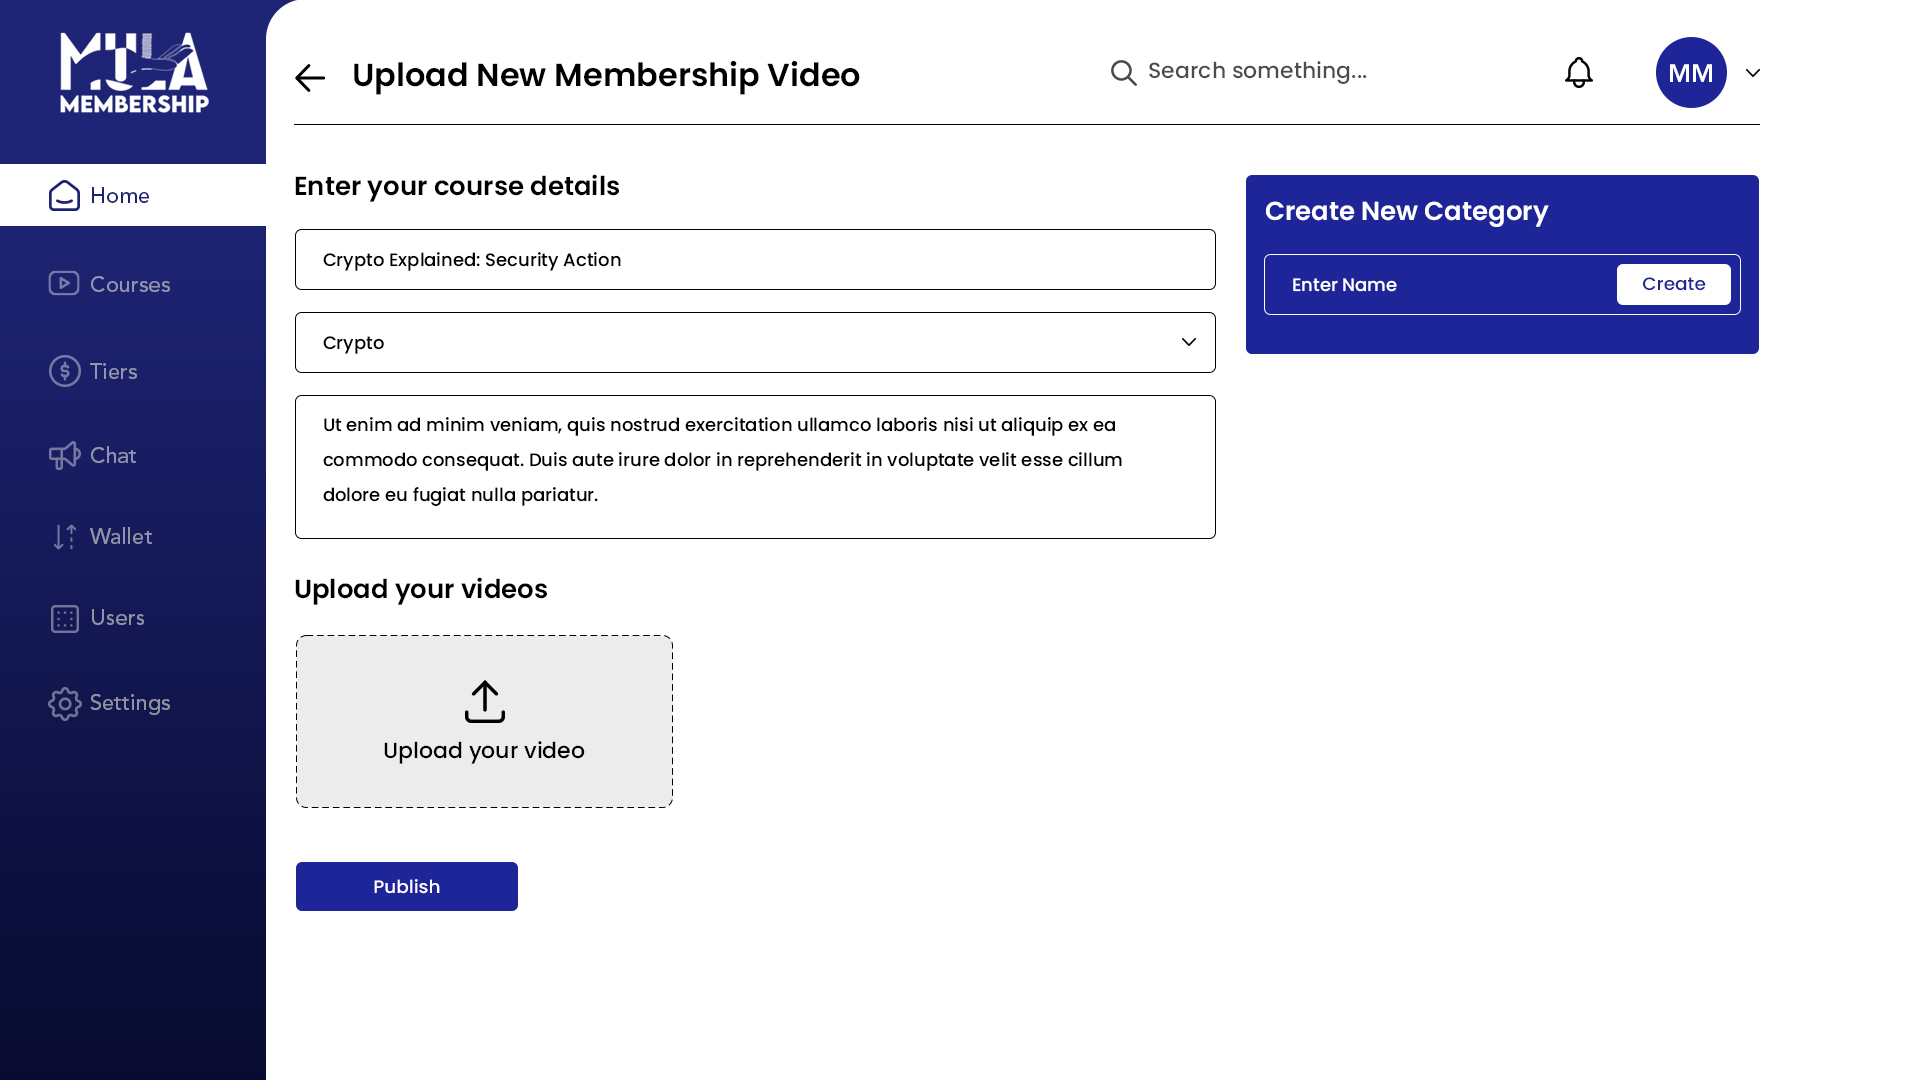 MULA
MEMBERSHIP
Home
Courses
Tiers
Chat
Wallet
Users
Settings
Upload New Membership Video
Search something...
MM
Enter your course details
Crypto Explained: Security Action
Crypto
Ut enim ad minim veniam, quis nostrud exercitation ullamco laboris nisi ut aliquip ex ea
commodo consequat. Duis aute irure dolor in reprehenderit in voluptate velit esse cillum
dolore eu fugiat nulla pariatur.
Upload your videos
Upload your video
Publish
Create New Category
Enter Name
Create